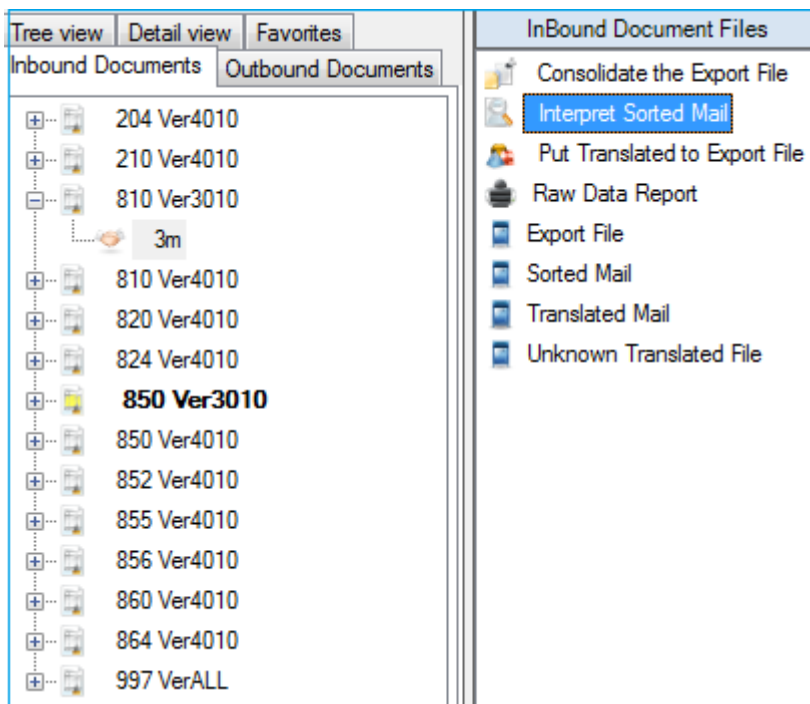 Tree view Detail view Favorites
Inbound Documents Outbound Documents
204 Ver4010
210 Ver4010
810 Ver3010
3m
810 Ver4010
820 Ver4010
824 Ver4010
850 Ver3010
850 Ver4010
852 Ver4010
855 Ver4010
856 Ver4010
860 Ver4010
864 Ver4010
997 VerALL
InBound Document Files
Consolidate the Export File
Interpret Sorted Mail
Put Translated to Export File
Raw Data Report
Export File
Sorted Mail
Translated Mail
Unknown Translated File